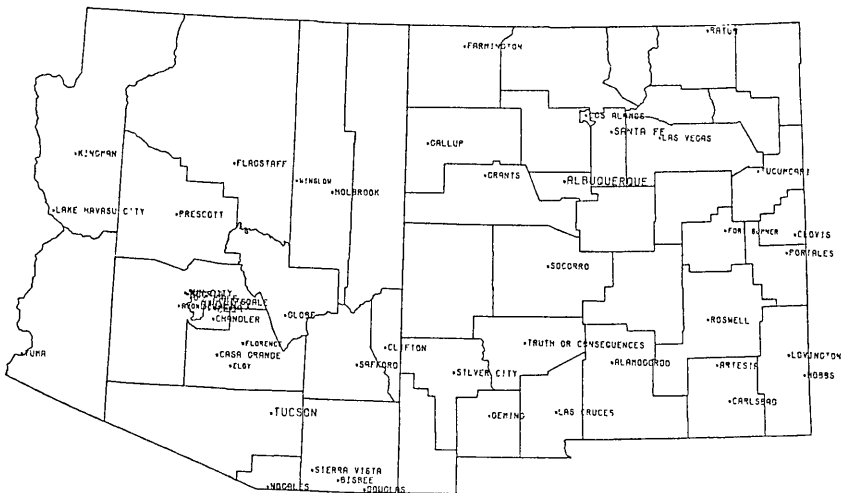 RATON
FARMINGTON
LOS ALAMOS
SANTA FE
LAS VEGAS
GALLUP
KINGMAN
FLAGSTAFF
GRANTS
TUCUMCARI
WINSLOW
ALBUQUERQUE
HOLBROOK
LAKE HAVASU CITY
PRESCOTT
CLOVIS
PORTALES
SOCORRO
SUN CITY
GLOBE
CHANDLER
ROSWELL
FLORENCE
TRUTH OR CONSEQUENCES
CLIFTON
YUMA
CASA GRANDE
LOVINGTON
ELOY
SAFFORD
ALAMOGORDO
ARTESIA
SILVER CITY
HOBBS
CARLSBAD
TUCSON
DEMING
LAS CRUCES
SIERRA VISTA
BISBEE
NOGALES
DOUGLAS